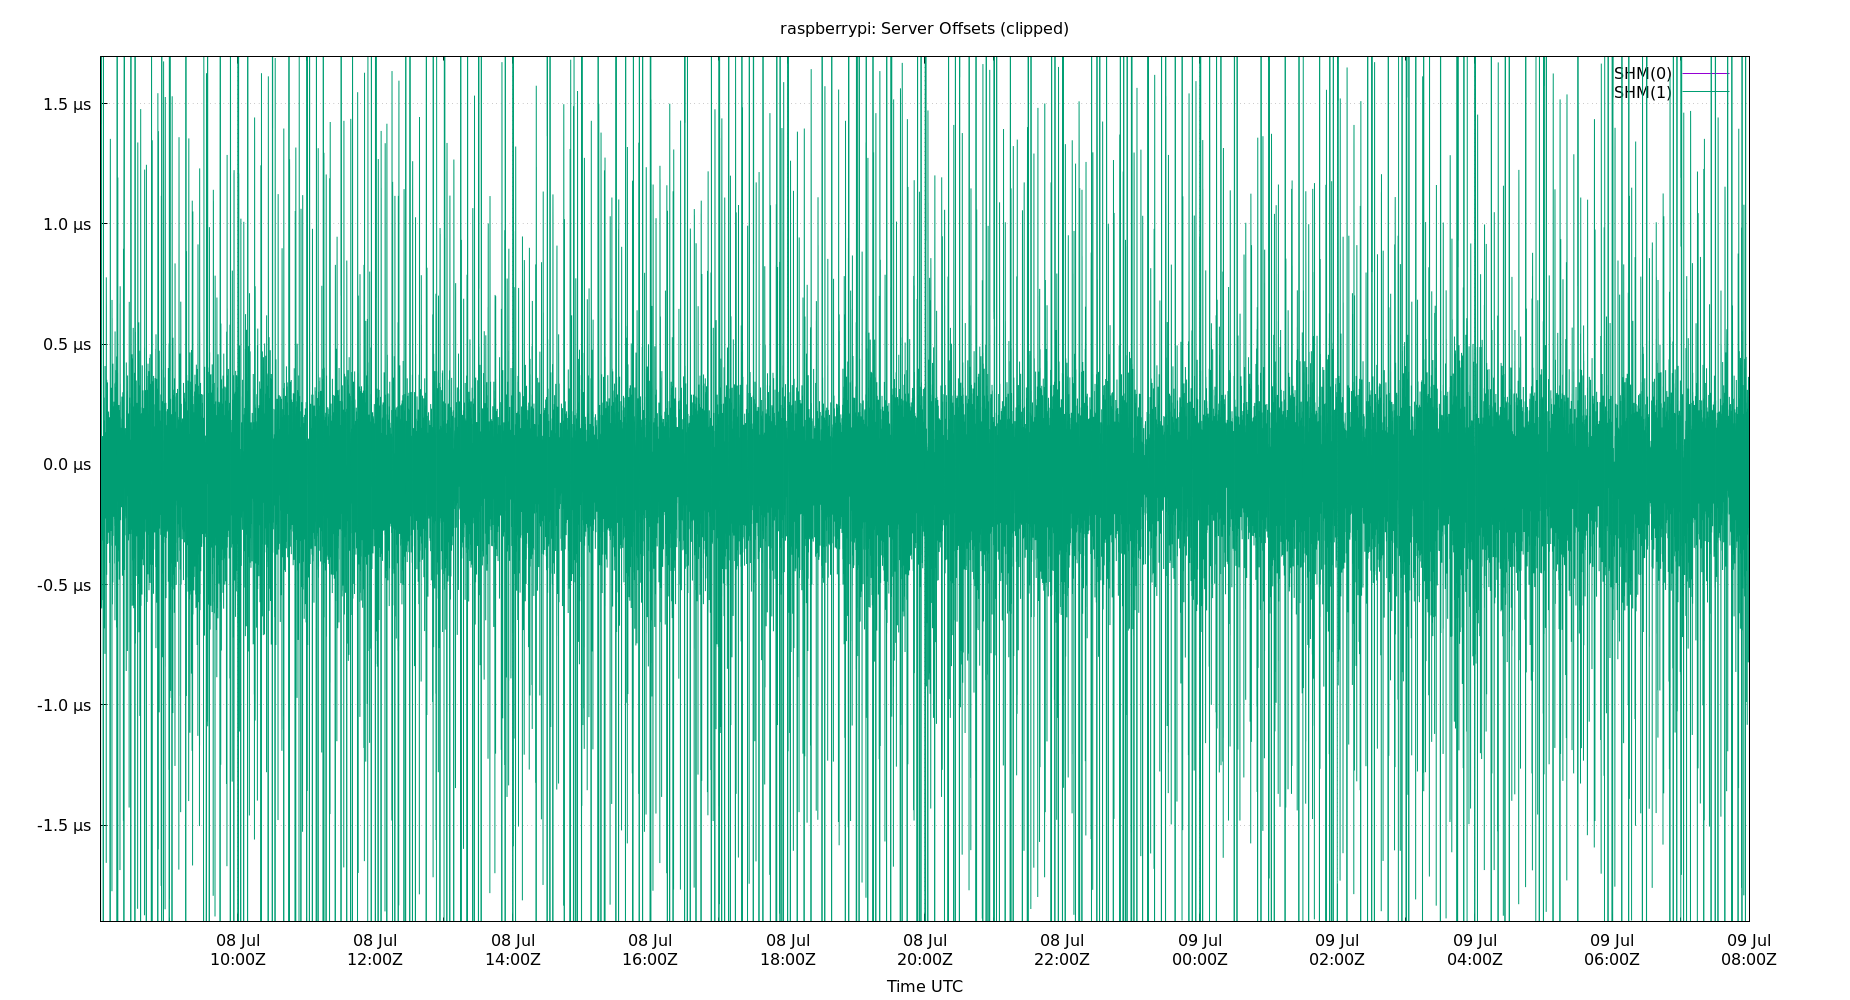 raspberrypi: Server Offsets (clipped)
SHM(0)
SHM(1)
1.5 µs
1.0 µs
0.5 µs
0.0 µs
-0.5 µs
-1.0 µs
-1.5 µs
08 Jul 08 Jul 08 Jul 08 Jul 08 Jul 08 Jul 08 Jul 09 Jul 09 Jul 09 Jul 09 Jul 09 Jul
10:00Z 12:00Z 14:00Z 16:00Z 18:00Z 20:00Z 22:00Z 00:00Z 02:00Z 04:00Z 06:00Z 08:00Z
Time UTC